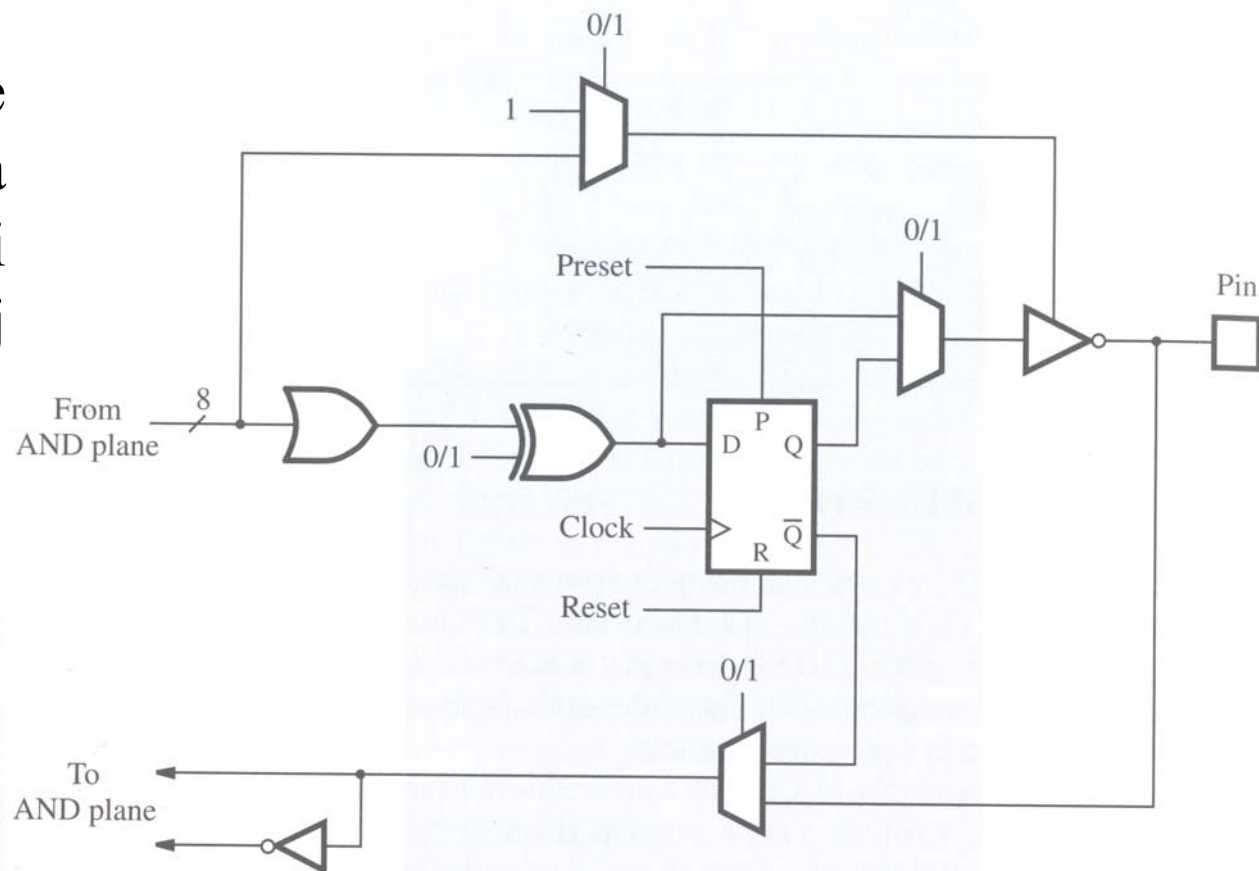 e
a
i
j
0/1
1
0/1
Preset
Pin
From
AND plane
8
0/1
P
D
Q
Clock
Q̅
R
Reset
0/1
To
AND plane